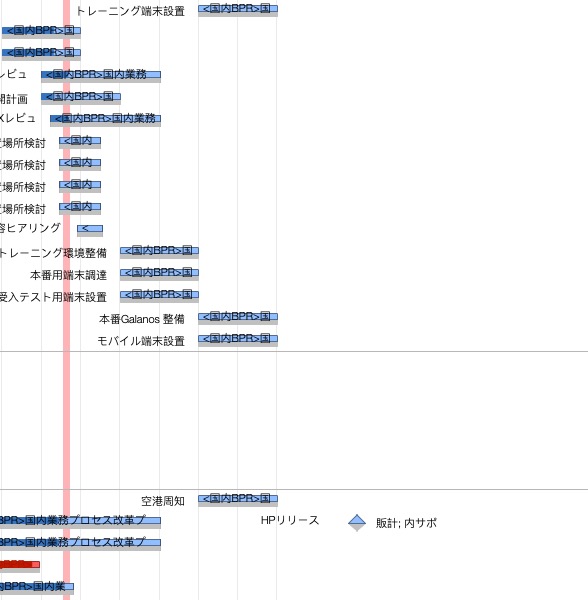 トレーニング端末設置 <国内BPR>国
<国内BPR>国
<国内BPR>国
レビュ <国内BPR>国内業務
開計画 <国内BPR>国
Xレビュ <国内BPR>国内業務
場所検討 <国内
場所検討 <国内
場所検討 <国内
場所検討 <国内
容ヒアリング <
トレーニング環境整備 <国内BPR>国
本番用端末調達 <国内BPR>国
受入テスト用端末設置 <国内BPR>国
本番Galanos 整備 <国内BPR>国
モバイル端末設置 <国内BPR>国
空港周知 <国内BPR>国
BPR>国内業務プロセス改革プ HPリリース 販計; 内サポ
BPR>国内業務プロセス改革プ
内BPR>国内業